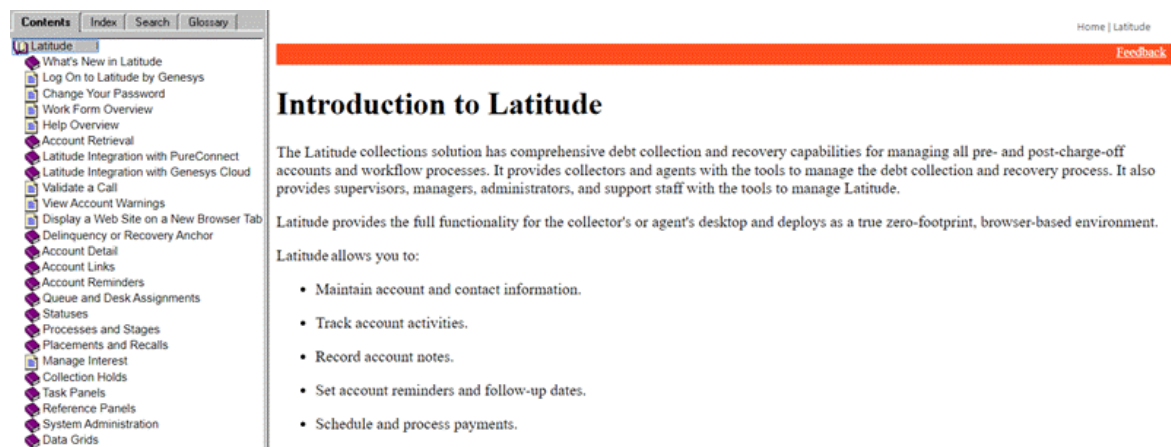 Contents Index Search Glossary
Latitude
What's New in Latitude
Log On to Latitude by Genesys
Change Your Password
Work Form Overview
Help Overview
Account Retrieval
Latitude Integration with PureConnect
Latitude Integration with Genesys Cloud
Validate a Call
View Account Warnings
Display a Web Site on a New Browser Tab
Delinquency or Recovery Anchor
Account Detail
Account Links
Account Reminders
Queue and Desk Assignments
Statuses
Processes and Stages
Placements and Recalls
Manage Interest
Collection Holds
Task Panels
Reference Panels
System Administration
Data Grids
Home | Latitude
Feedback
Introduction to Latitude
The Latitude collections solution has comprehensive debt collection and recovery capabilities for managing all pre- and post-charge-off
accounts and workflow processes. It provides collectors and agents with the tools to manage the debt collection and recovery process. It also
provides supervisors, managers, administrators, and support staff with the tools to manage Latitude.
Latitude provides the full functionality for the collector's or agent's desktop and deploys as a true zero-footprint, browser-based environment.
Latitude allows you to:
• Maintain account and contact information.
• Track account activities.
• Record account notes.
• Set account reminders and follow-up dates.
• Schedule and process payments.